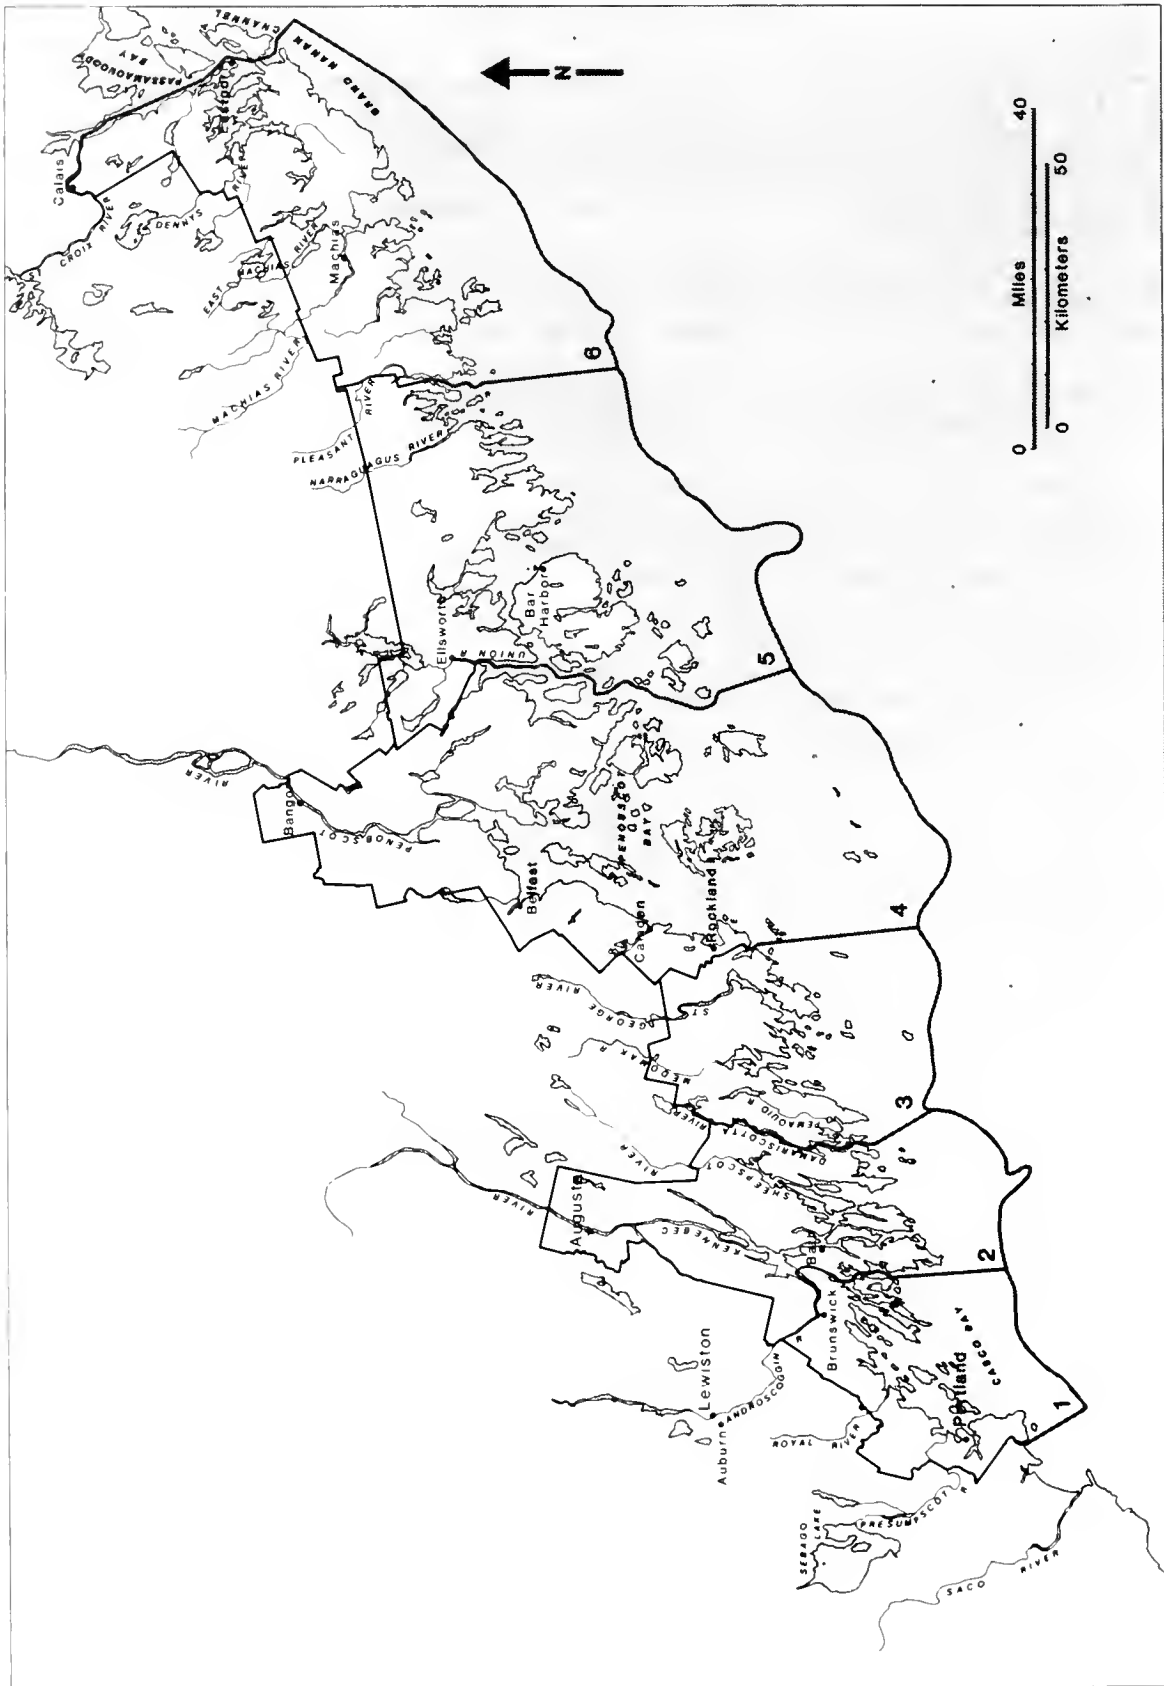 PASSAMAQUODDY
BAY
CHANNEL
GRAND MANAN
Eastport
Calais
ST CROIX RIVER
DENNYS
RIVER
EAST
MACHIAS
RIVER
Machias
MACHIAS RIVER
PLEASANT
RIVER
NARRAGUAGUS RIVER
N
6
Bar
Harbor
Ellsworth
UNION R
5
RIVER
Bangor
PENOBSCOT
Belfast
PENOBSCOT
BAY
Camden
Rockland
4
RIVER
GEORGE
ST
MEDOMAK R
PEMAQUID R
DAMARISCOTTA
RIVER
3
RIVER
SHEEPSCOT
RIVER
Augusta
KENNEBEC
Bath
2
Brunswick
Lewiston
Auburn
ANDROSCOGGIN
R
ROYAL RIVER
Portland
CASCO BAY
1
SEBAGO
LAKE
PRESUMPSCOT
R
SACO RIVER
0 Miles 40
0 Kilometers 50